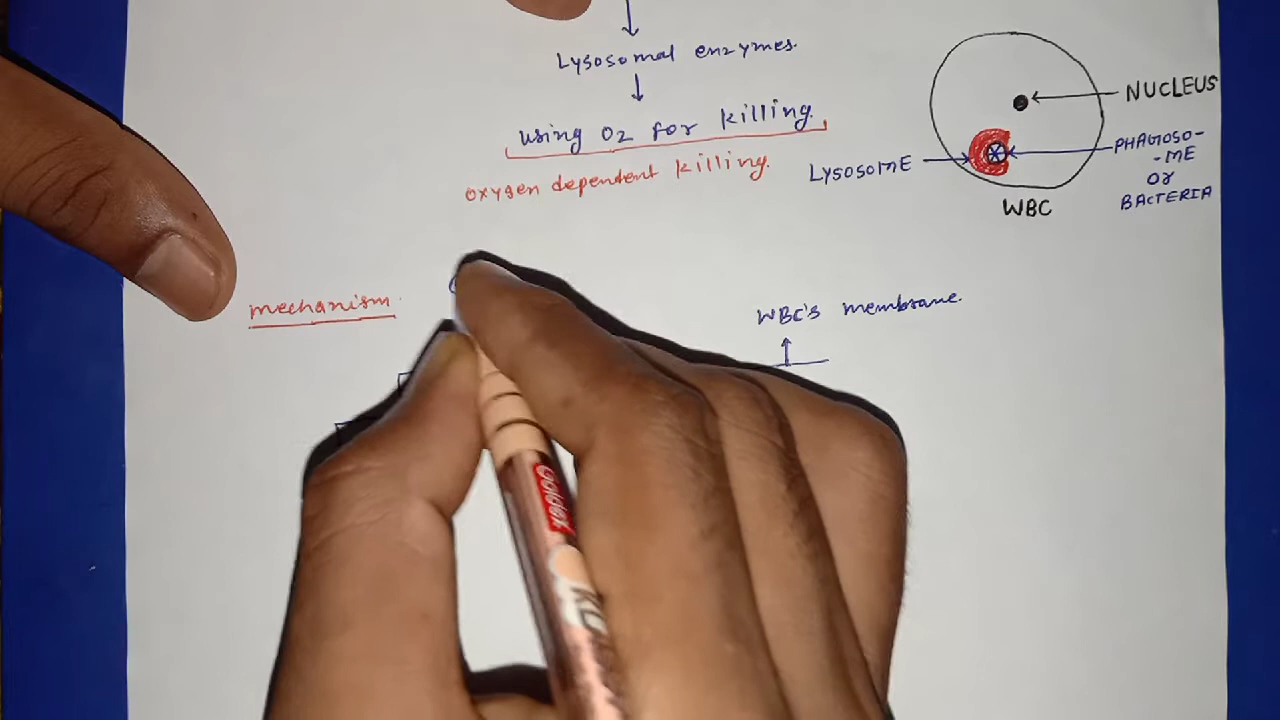 Lysosomal enzymes.
using O2 for killing.
oxygen dependent killing.
NUCLEUS
LYSOSOME
PHAGOSO-
-ME
or
BACTERIA
WBC
mechanism
WBC's membrane.
Goldex